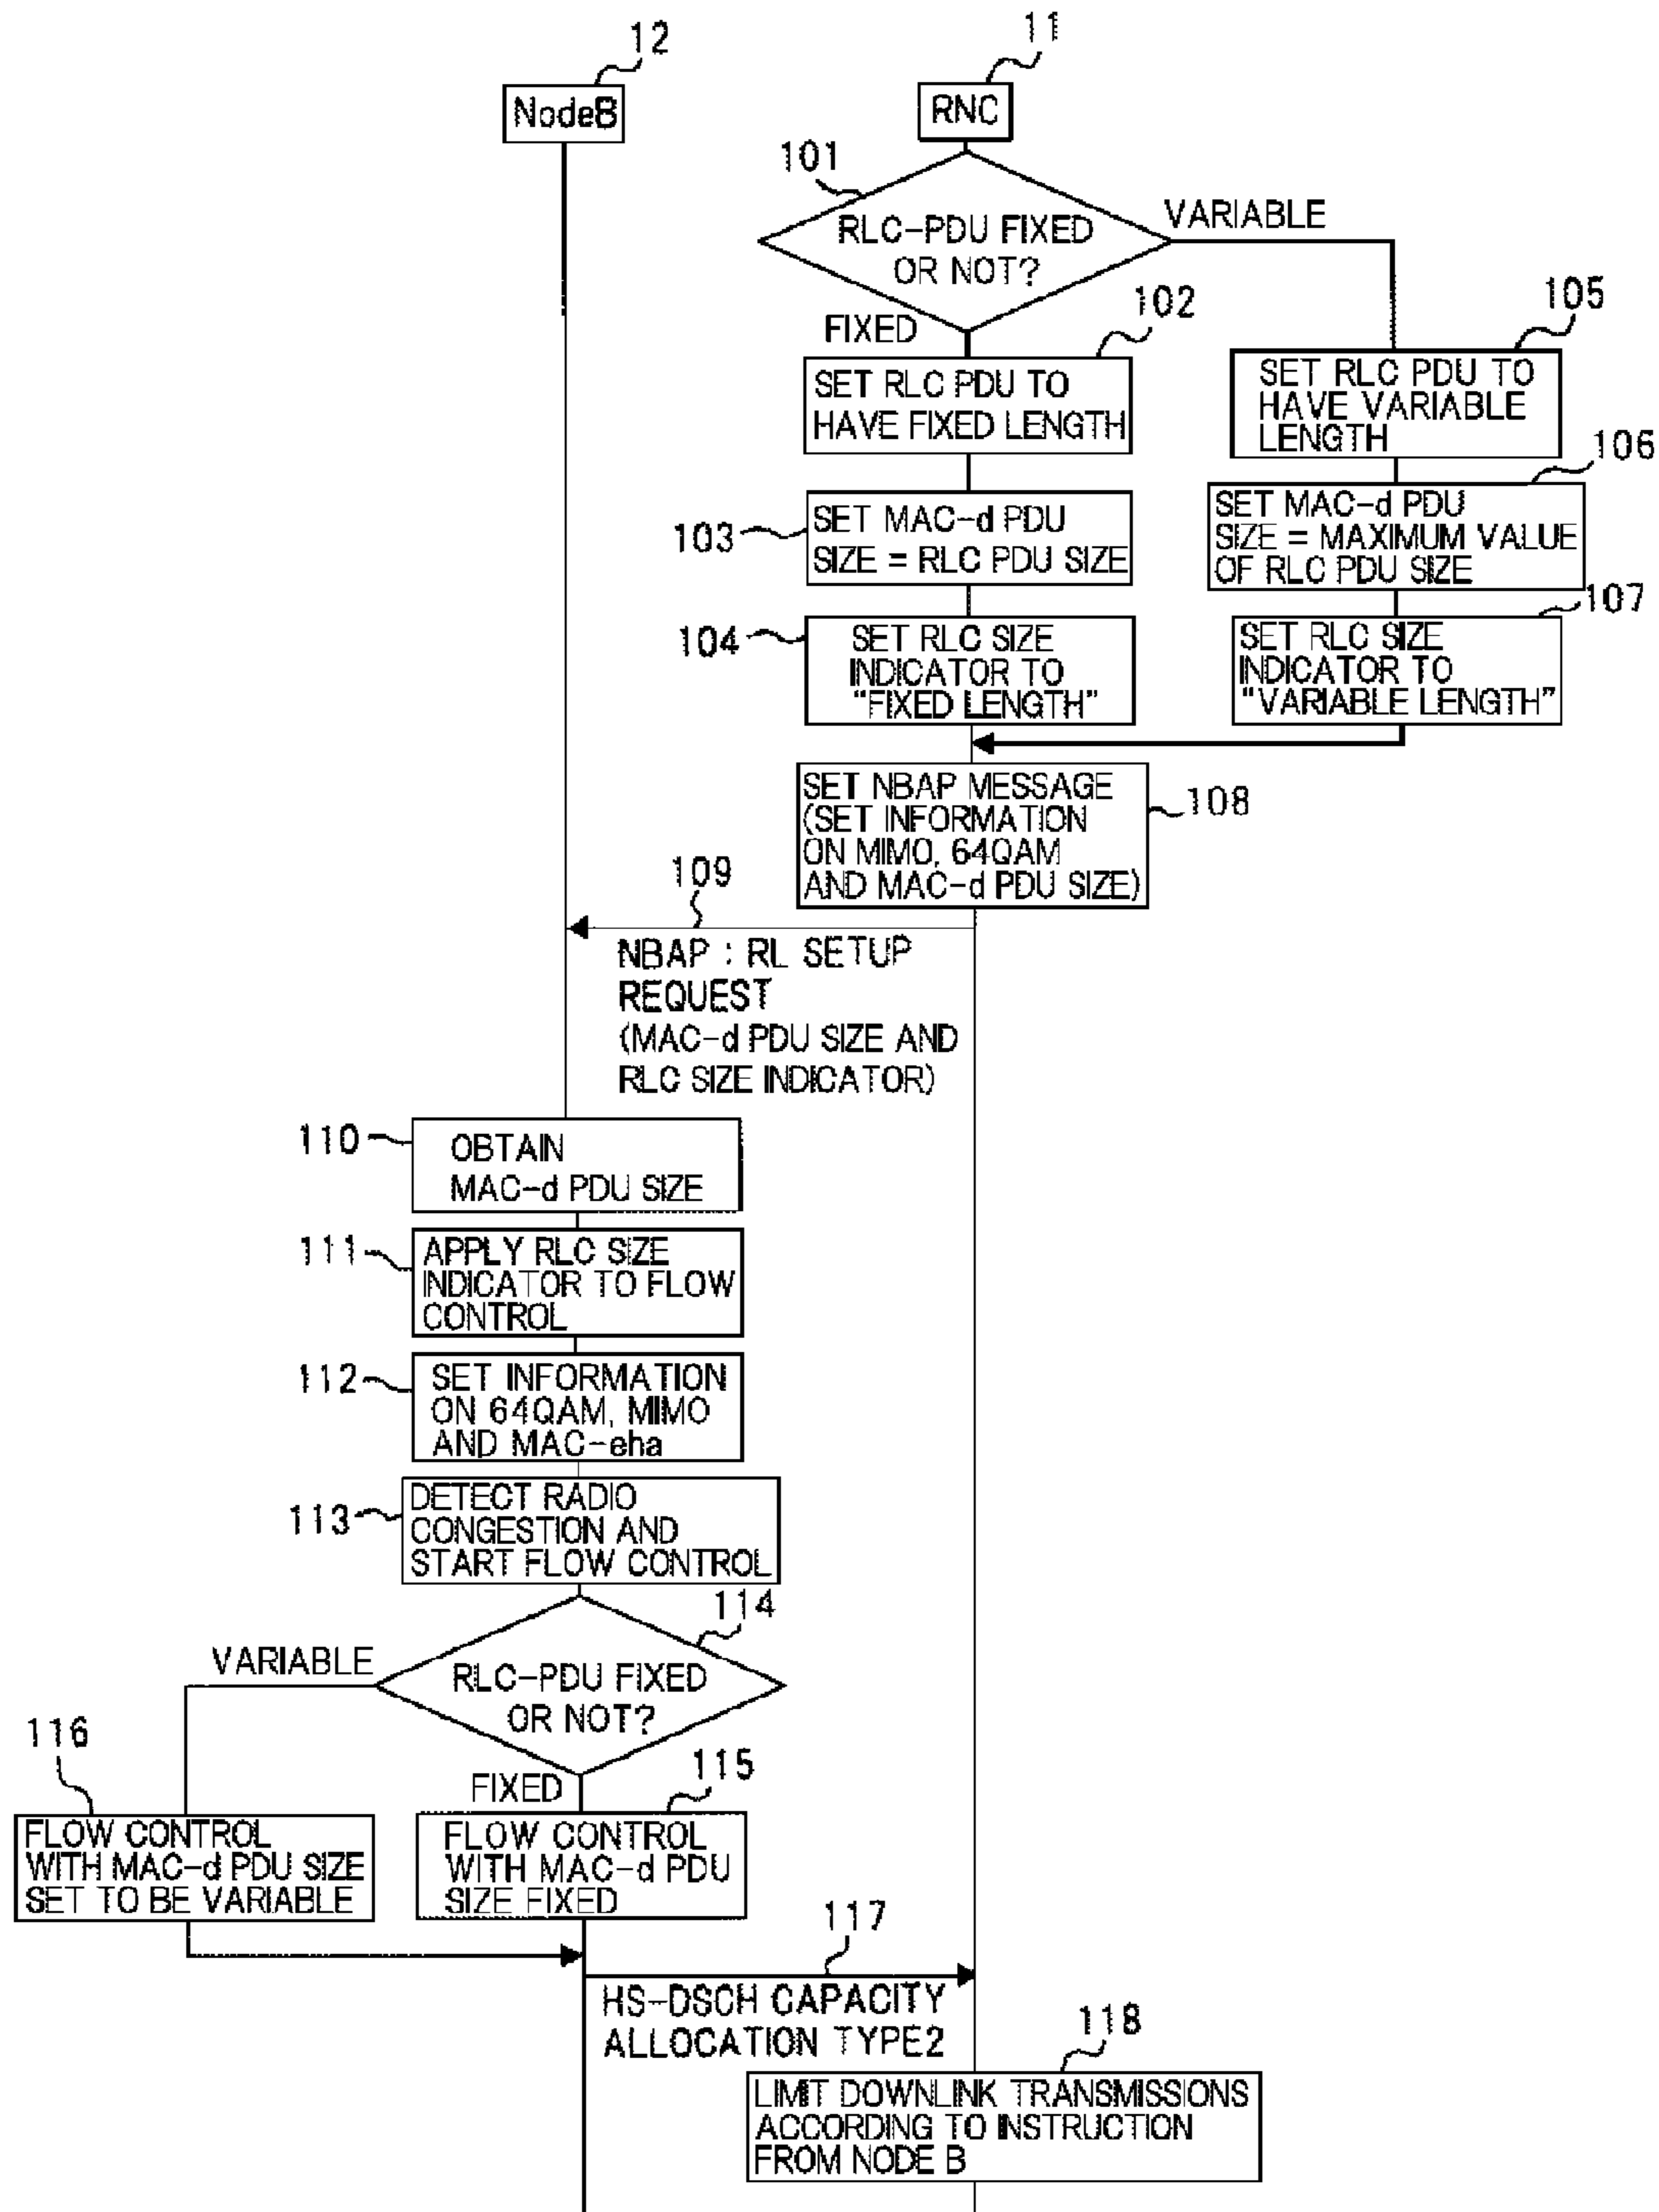 12
11
NodeB
RNC
101
RLC-PDU FIXED
OR NOT?
VARIABLE
FIXED
102
SET RLC PDU TO
HAVE FIXED LENGTH
105
SET RLC PDU TO
HAVE VARIABLE
LENGTH
103
SET MAC-d PDU
SIZE = RLC PDU SIZE
106
SET MAC-d PDU
SIZE = MAXIMUM VALUE
OF RLC PDU SIZE
104
SET RLC SIZE
INDICATOR TO
"FIXED LENGTH"
107
SET RLC SIZE
INDICATOR TO
"VARIABLE LENGTH"
SET NBAP MESSAGE
(SET INFORMATION
ON MIMO, 64QAM
AND MAC-d PDU SIZE)
108
109
NBAP : RL SETUP
REQUEST
(MAC-d PDU SIZE AND
RLC SIZE INDICATOR)
110
OBTAIN
MAC-d PDU SIZE
111
APPLY RLC SIZE
INDICATOR TO FLOW
CONTROL
112
SET INFORMATION
ON 64QAM, MIMO
AND MAC-eha
113
DETECT RADIO
CONGESTION AND
START FLOW CONTROL
114
VARIABLE
RLC-PDU FIXED
OR NOT?
116
FIXED
115
FLOW CONTROL
WITH MAC-d PDU SIZE
SET TO BE VARIABLE
FLOW CONTROL
WITH MAC-d PDU
SIZE FIXED
117
HS-DSCH CAPACITY
ALLOCATION TYPE2
118
LIMIT DOWNLINK TRANSMISSIONS
ACCORDING TO INSTRUCTION
FROM NODE B